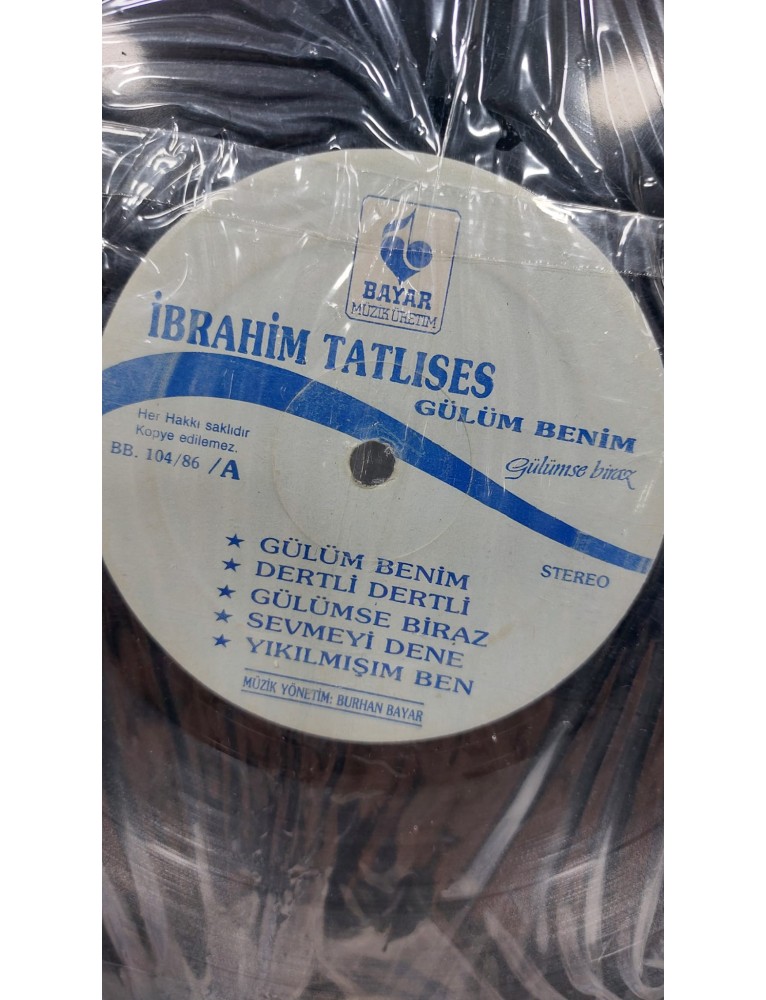 BAYAR
MÜZİK ÜRETİM
İBRAHİM TATLISES
GÜLÜM BENİM
Gülümse biraz
Her Hakkı saklıdır
Kopye edilemez.
BB. 104/86 /A
STEREO
★ GÜLÜM BENİM
★ DERTLİ DERTLİ
★ GÜLÜMSE BİRAZ
★ SEVMEYİ DENE
★ YIKILMIŞIM BEN
MÜZİK YÖNETİM: BURHAN BAYAR